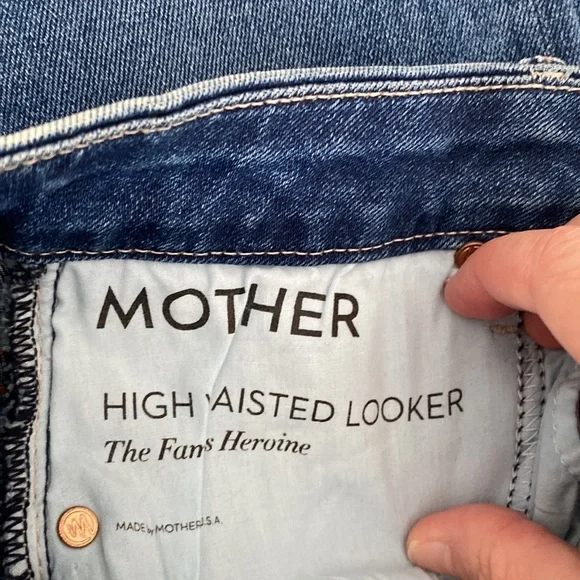 MOTHER
HIGH WAISTED LOOKER
The Fans Heroine
MADE by MOTHER U.S.A.